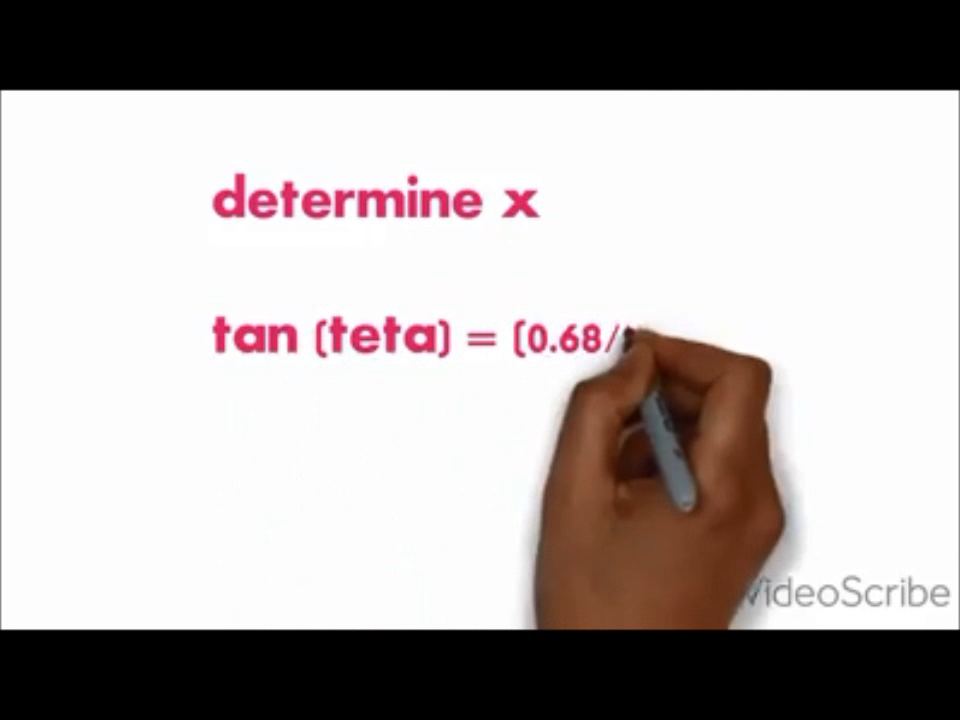 determine x
tan (teta) = (0.68/
VideoScribe